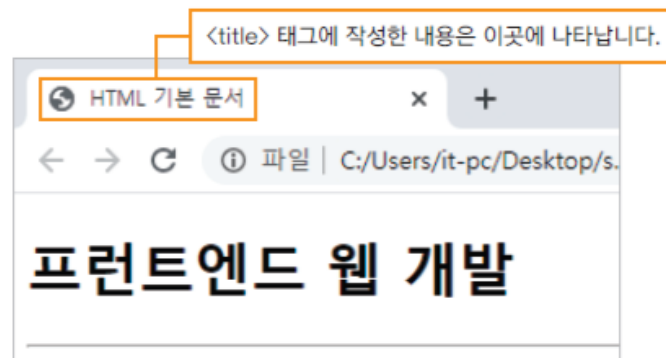 <title> 태그에 작성한 내용은 이곳에 나타납니다.
HTML 기본 문서
파일 | C:/Users/it-pc/Desktop/s.
프런트엔드 웹 개발